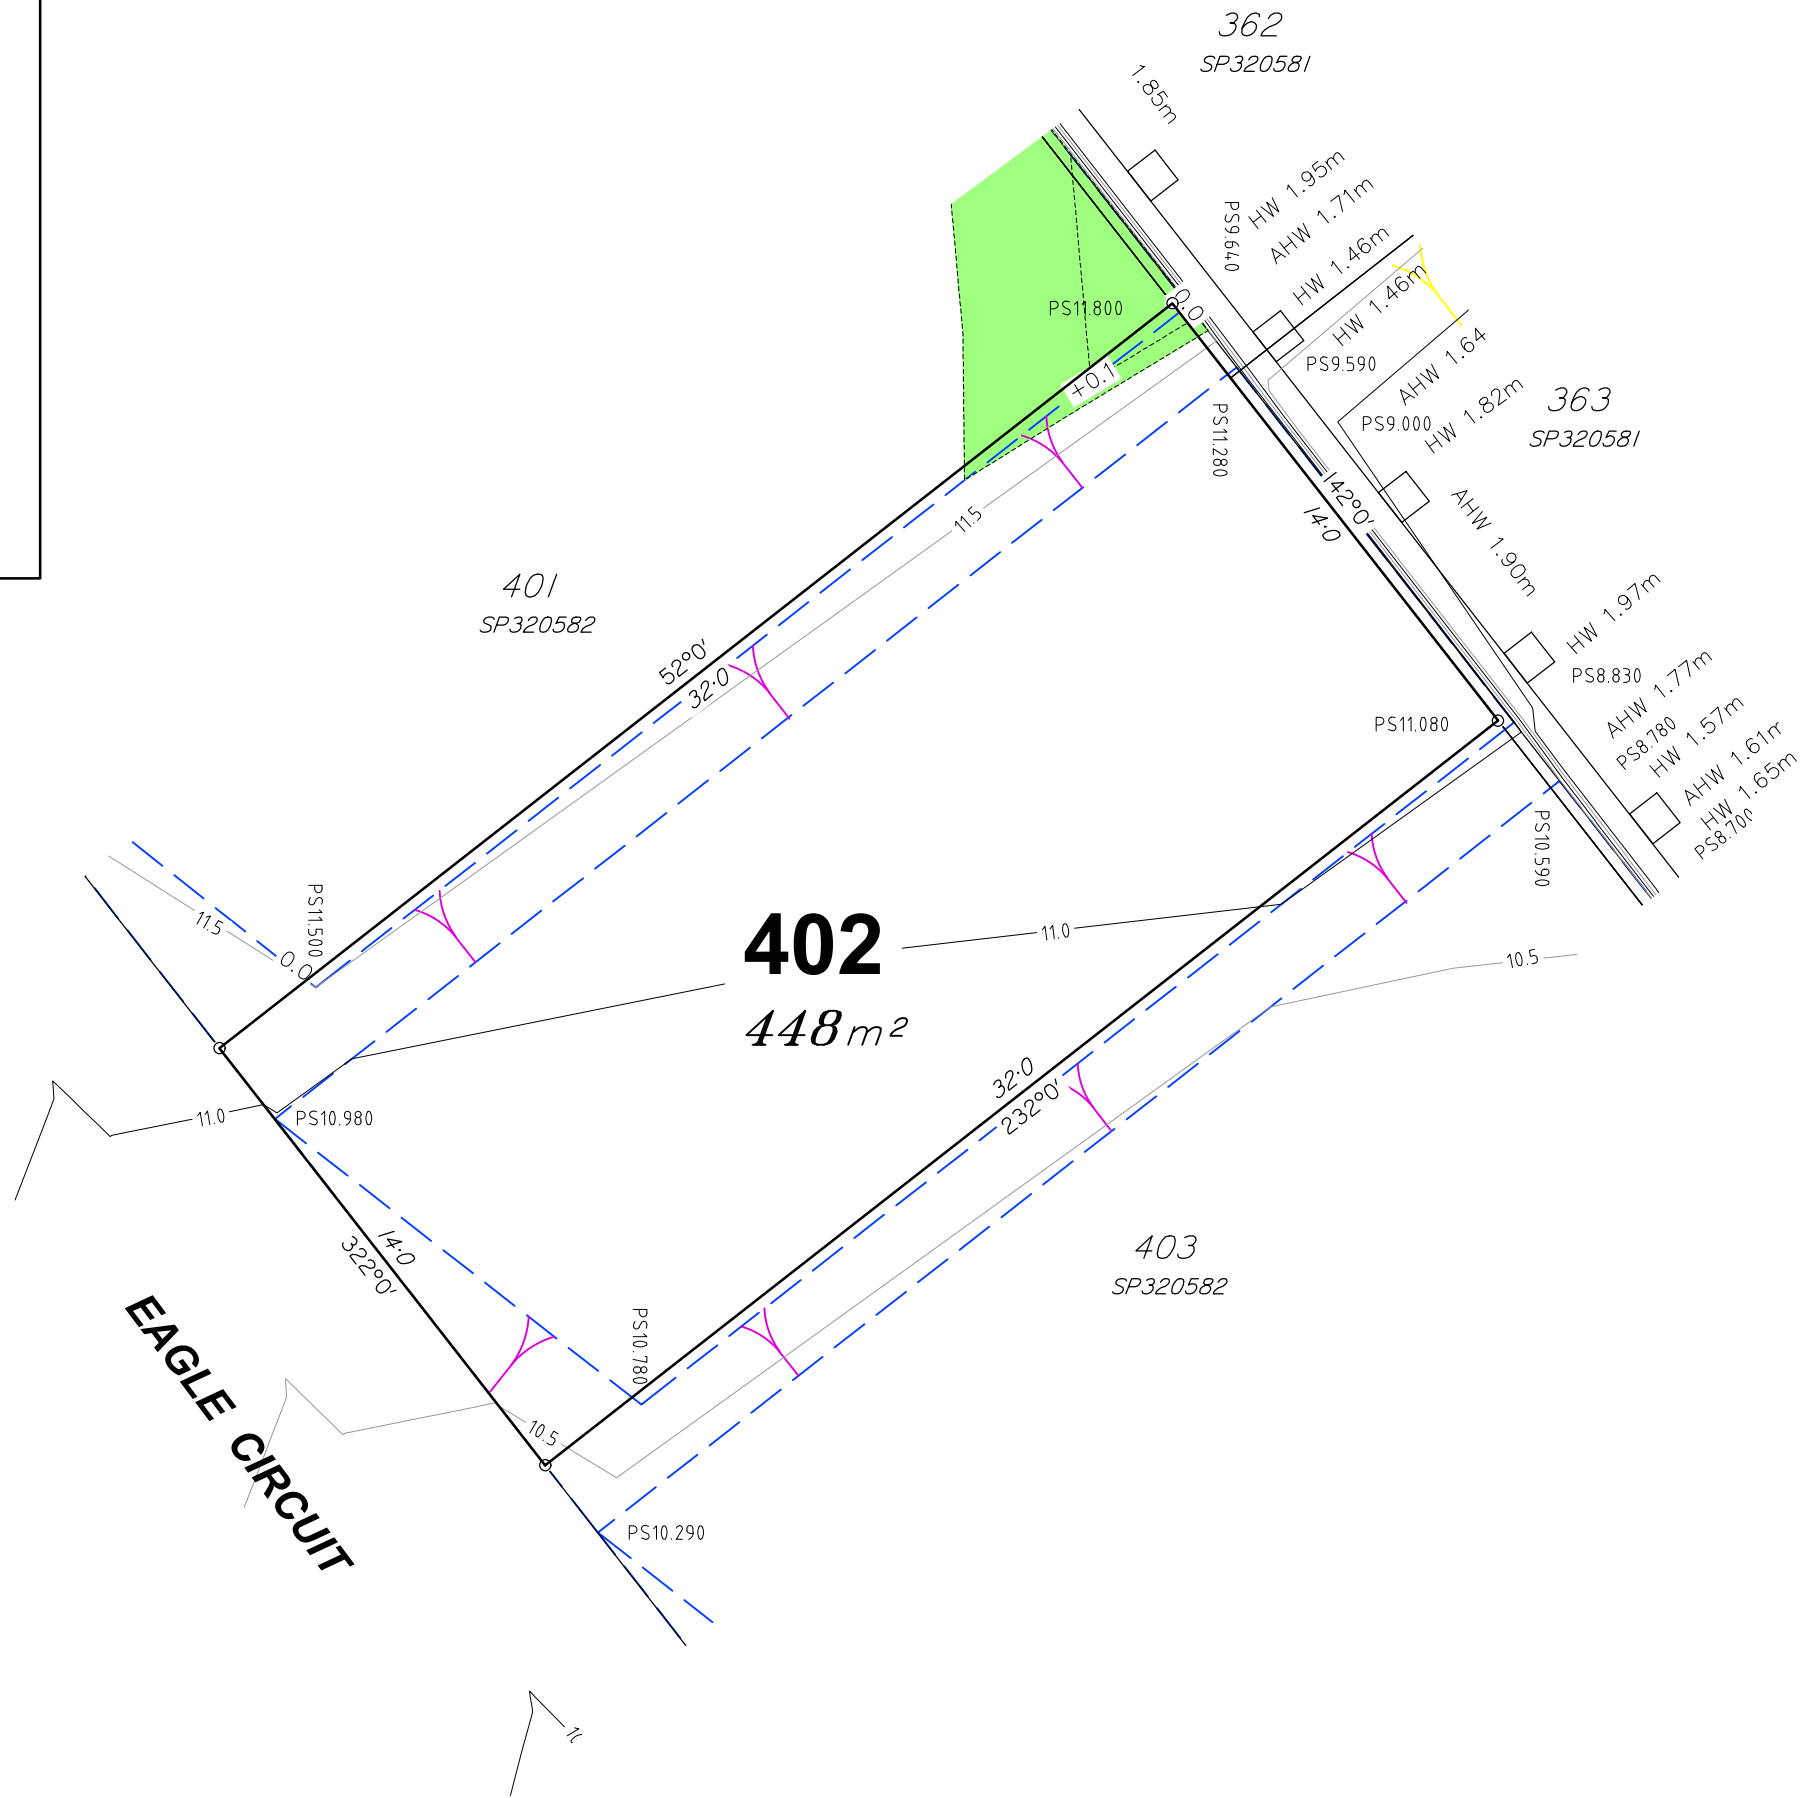 362
SP320581
1.85m
HW 1.95m
AHW 1.71m
HW 1.46m
HW 1.46m
PS9.640
PS11.800
0.0
+0.1
PS9.590
AHW 1.64
PS9.000
HW 1.82m
363
SP320581
PS11.280
11.5
142°0'
14·0
AHW 1.90m
401
SP320582
52°0'
32·0
HW 1.97m
PS8.830
AHW 1.77m
PS8.780
HW 1.57m
AHW 1.61m
HW 1.65m
PS8.700
PS11.080
PS10.590
PS11.500
11.5
0.0
402
448 m²
11.0
10.5
11.0
PS10.980
32·0
232°0'
14·0
322°0'
403
SP320582
PS10.780
EAGLE CIRCUIT
10.5
PS10.290